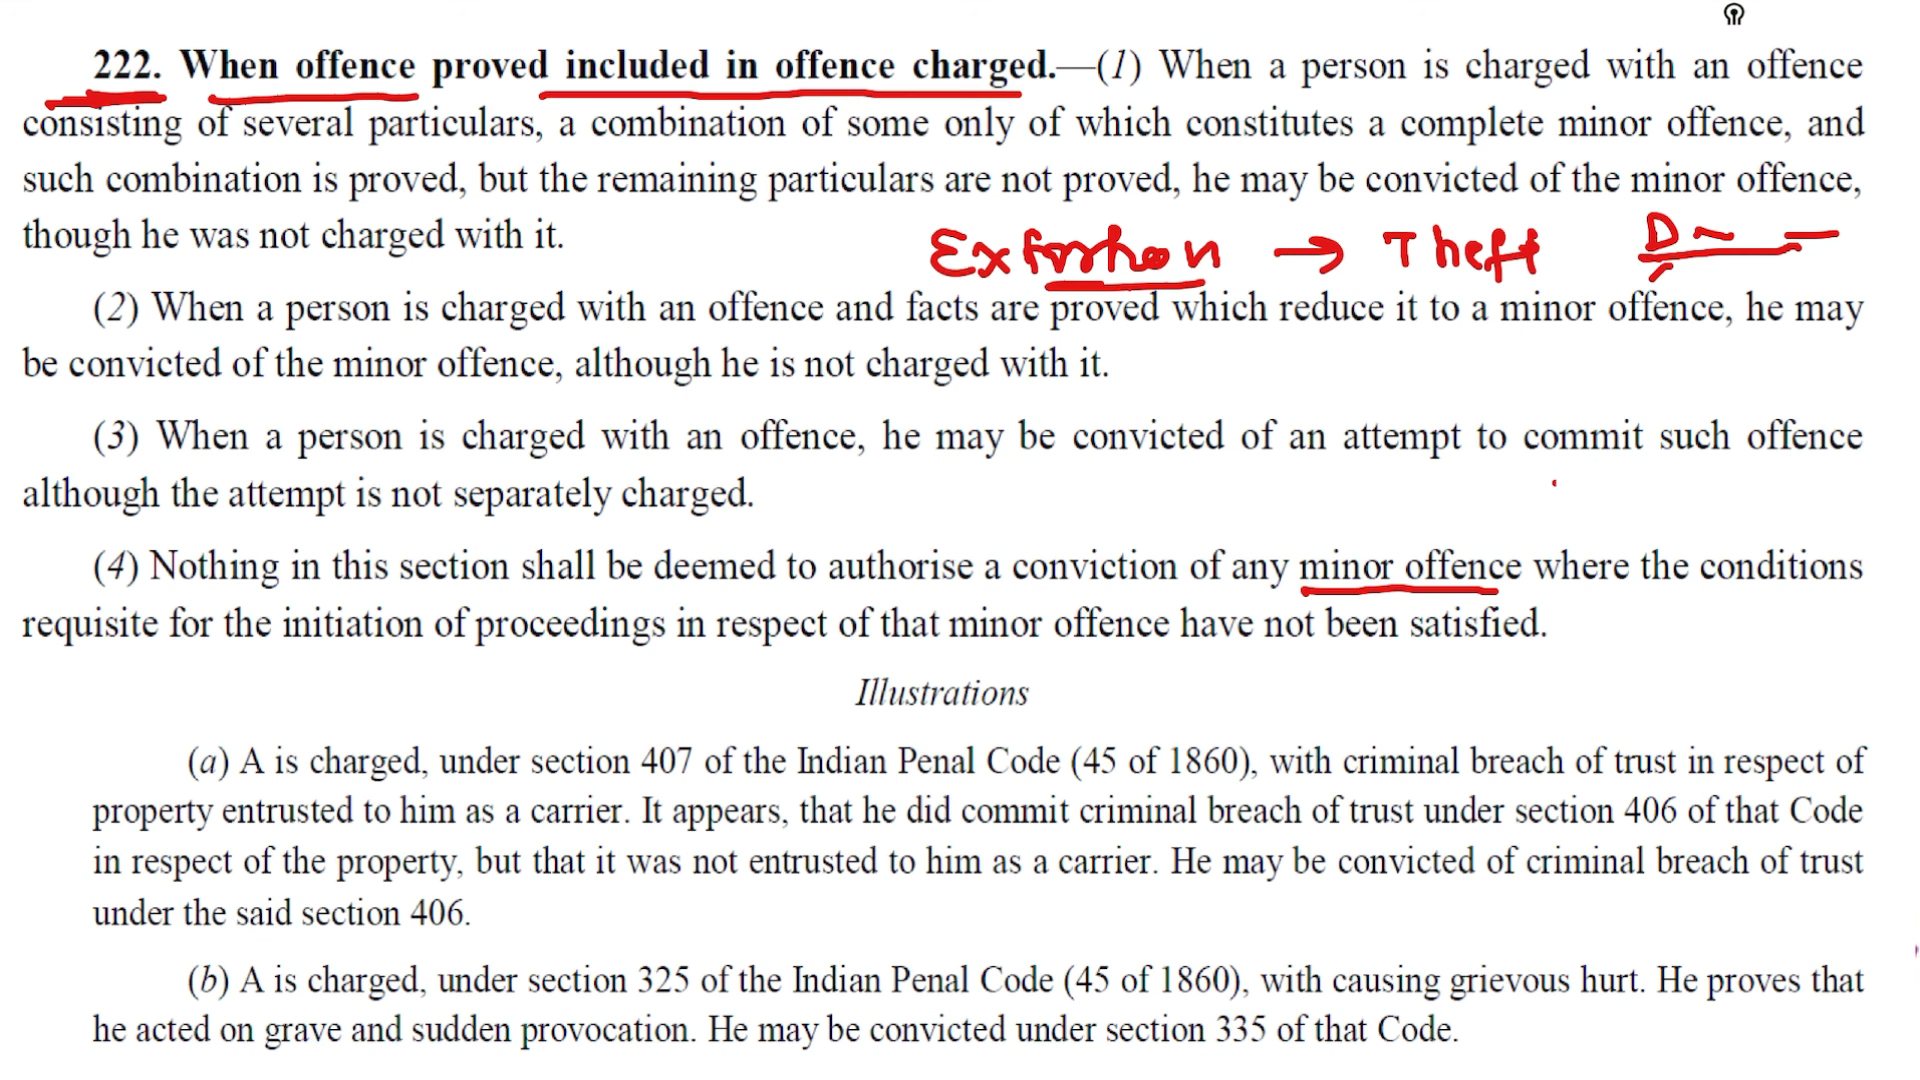 222. When offence proved included in offence charged.—(1) When a person is charged with an offence
consisting of several particulars, a combination of some only of which constitutes a complete minor offence, and
such combination is proved, but the remaining particulars are not proved, he may be convicted of the minor offence,
though he was not charged with it.
Extortion → Theft
(2) When a person is charged with an offence and facts are proved which reduce it to a minor offence, he may
be convicted of the minor offence, although he is not charged with it.
(3) When a person is charged with an offence, he may be convicted of an attempt to commit such offence
although the attempt is not separately charged.
(4) Nothing in this section shall be deemed to authorise a conviction of any minor offence where the conditions
requisite for the initiation of proceedings in respect of that minor offence have not been satisfied.
Illustrations
(a) A is charged, under section 407 of the Indian Penal Code (45 of 1860), with criminal breach of trust in respect of
property entrusted to him as a carrier. It appears, that he did commit criminal breach of trust under section 406 of that Code
in respect of the property, but that it was not entrusted to him as a carrier. He may be convicted of criminal breach of trust
under the said section 406.
(b) A is charged, under section 325 of the Indian Penal Code (45 of 1860), with causing grievous hurt. He proves that
he acted on grave and sudden provocation. He may be convicted under section 335 of that Code.